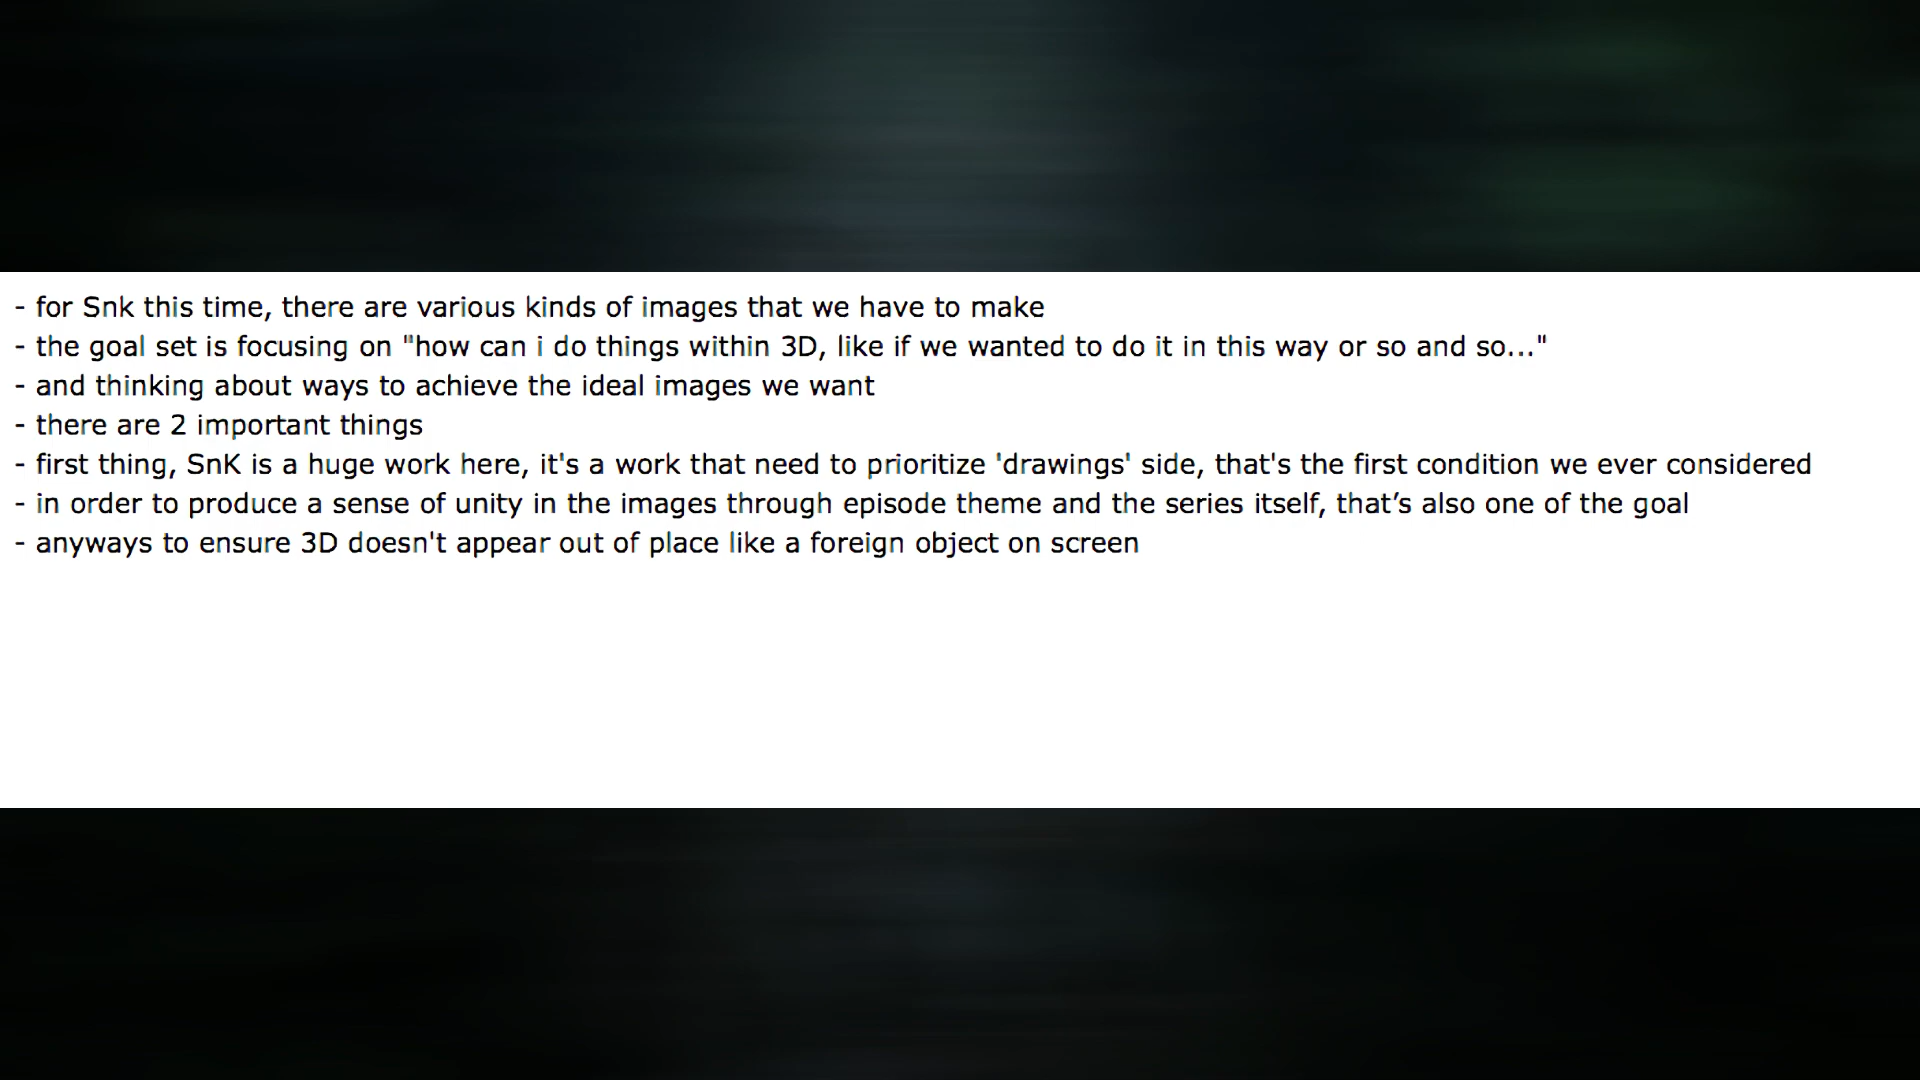 - for Snk this time, there are various kinds of images that we have to make
- the goal set is focusing on "how can i do things within 3D, like if we wanted to do it in this way or so and so..."
- and thinking about ways to achieve the ideal images we want
- there are 2 important things
- first thing, SnK is a huge work here, it's a work that need to prioritize 'drawings' side, that's the first condition we ever considered
- in order to produce a sense of unity in the images through episode theme and the series itself, that’s also one of the goal
- anyways to ensure 3D doesn't appear out of place like a foreign object on screen